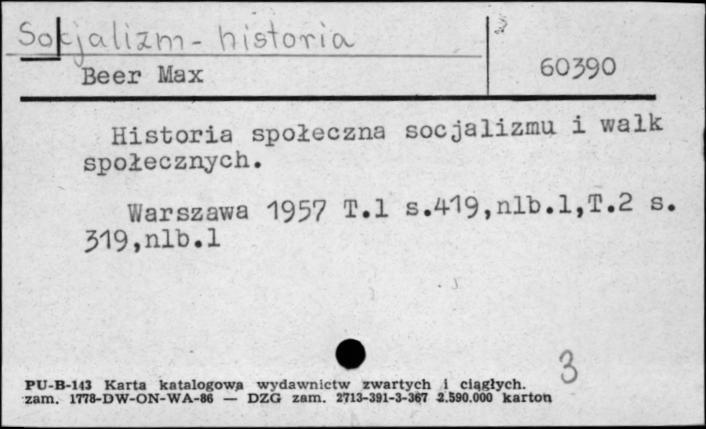 Socjalizm - historia
Beer Max
60390
Historia społeczna socjalizmu i walk
społecznych.
Warszawa 1957 T.1 s.419,nlb.1,T.2 s.
319,nlb.1
3
PU-B-143 Karta katalogowa wydawnictw zwartych i ciągłych.
zam. 1778-DW-ON-WA-86 — DZG zam. 2713-391-3-367 2.590.000 karton